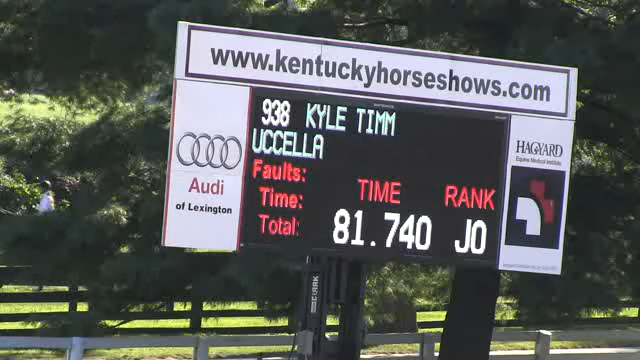 www.kentuckyhorseshows.com
938 KYLE TIMM
UCCELLA
Faults:
Time: TIME RANK
Total: 81.740 JO
Audi
of Lexington
HAGYARD
Equine Medical Institute
CLARK